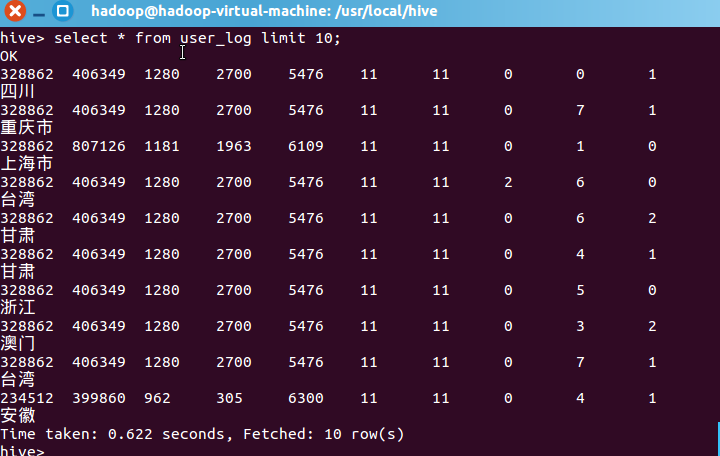 hadoop@hadoop-virtual-machine: /usr/local/hive
hive> select * from user_log limit 10;
OK
328862 406349 1280 2700 5476 11 11 0 0 1
四川
328862 406349 1280 2700 5476 11 11 0 7 1
重庆市
328862 807126 1181 1963 6109 11 11 0 1 0
上海市
328862 406349 1280 2700 5476 11 11 2 6 0
台湾
328862 406349 1280 2700 5476 11 11 0 6 2
甘肃
328862 406349 1280 2700 5476 11 11 0 4 1
甘肃
328862 406349 1280 2700 5476 11 11 0 5 0
浙江
328862 406349 1280 2700 5476 11 11 0 3 2
澳门
328862 406349 1280 2700 5476 11 11 0 7 1
台湾
234512 399860 962 305 6300 11 11 0 4 1
安徽
Time taken: 0.622 seconds, Fetched: 10 row(s)
hive>